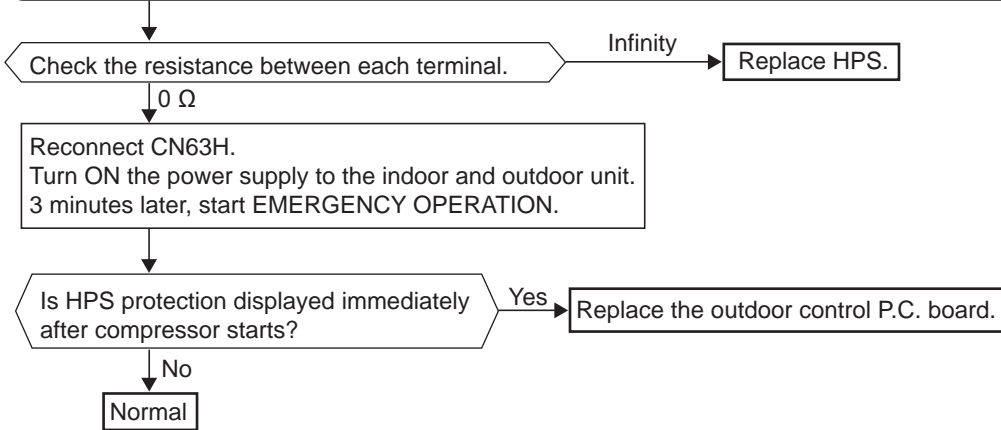 Check the resistance between each terminal.
Infinity
Replace HPS.
0 Ω
Reconnect CN63H.
Turn ON the power supply to the indoor and outdoor unit.
3 minutes later, start EMERGENCY OPERATION.
Is HPS protection displayed immediately
after compressor starts?
Yes
Replace the outdoor control P.C. board.
No
Normal